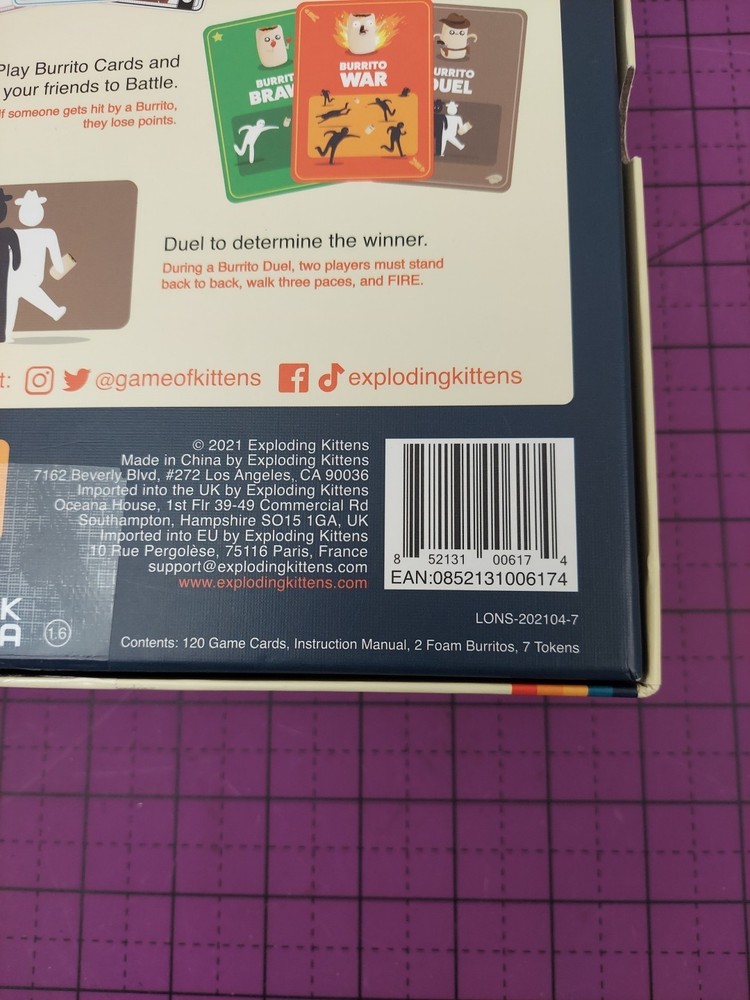 Play Burrito Cards and
your friends to Battle.
If someone gets hit by a Burrito,
they lose points.
BURRITO
BRAW
BURRITO
WAR
BURRITO
DUEL
Duel to determine the winner.
During a Burrito Duel, two players must stand
back to back, walk three paces, and FIRE.
t: @gameofkittens explodingkittens
© 2021 Exploding Kittens
Made in China by Exploding Kittens
7162 Beverly Blvd, #272 Los Angeles, CA 90036
Imported into the UK by Exploding Kittens
Oceana House, 1st Flr 39-49 Commercial Rd
Southampton, Hampshire SO15 1GA, UK
Imported into EU by Exploding Kittens
10 Rue Pergolèse, 75116 Paris, France
support@explodingkittens.com
www.explodingkittens.com
8 52131 00617 4
EAN:0852131006174
LONS-202104-7
K
A
1.6
Contents: 120 Game Cards, Instruction Manual, 2 Foam Burritos, 7 Tokens